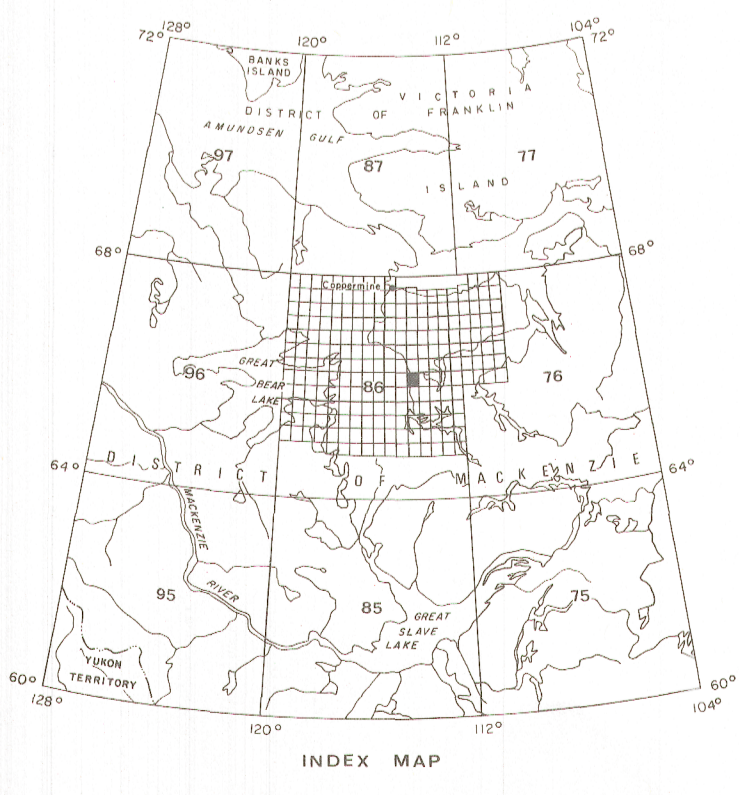 128°
72°
120°
112°
104°
72°
BANKS
ISLAND
VICTORIA
DISTRICT OF FRANKLIN
AMUNDSEN GULF
97
87
77
ISLAND
68°
68°
Coppermine
GREAT
BEAR
LAKE
96
86
76
DISTRICT OF MACKENZIE
64°
64°
MACKENZIE
RIVER
95
85
75
GREAT
SLAVE
LAKE
YUKON
TERRITORY
60°
128°
120°
112°
60°
104°
INDEX MAP